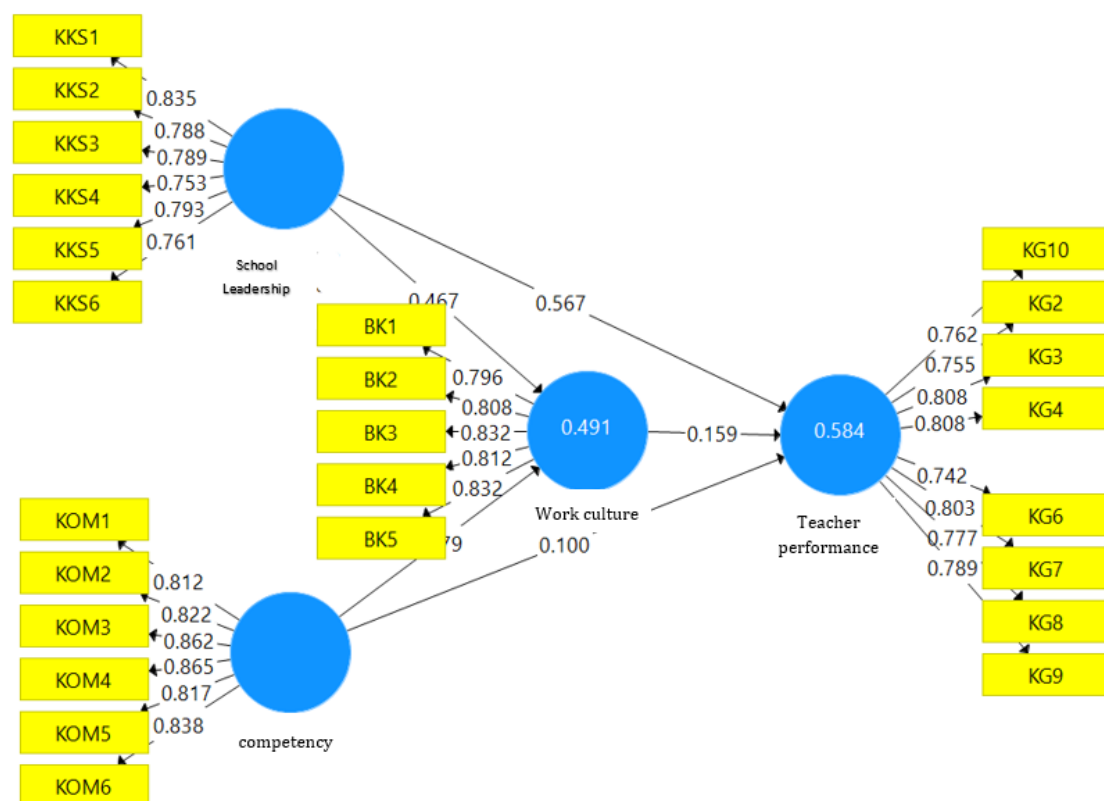 KKS1
KKS2
KKS3
KKS4
KKS5
KKS6
0.835
0.788
0.789
0.753
0.793
0.761
School
Leadership
0.467
0.567
BK1
BK2
BK3
BK4
BK5
0.796
0.808
0.832
0.812
0.832
0.491
Work culture
0.159
0.584
Teacher
performance
KG10
KG2
KG3
KG4
KG6
KG7
KG8
KG9
0.762
0.755
0.808
0.808
0.742
0.803
0.777
0.789
79
0.100
KOM1
KOM2
KOM3
KOM4
KOM5
KOM6
0.812
0.822
0.862
0.865
0.817
0.838
competency